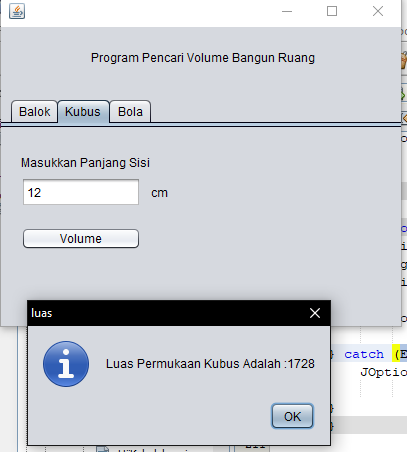 Program Pencari Volume Bangun Ruang
Balok Kubus Bola
Masukkan Panjang Sisi
12 cm
Volume
luas
Luas Permukaan Kubus Adalah :1728
OK
} catch (E
JOptio
}
}